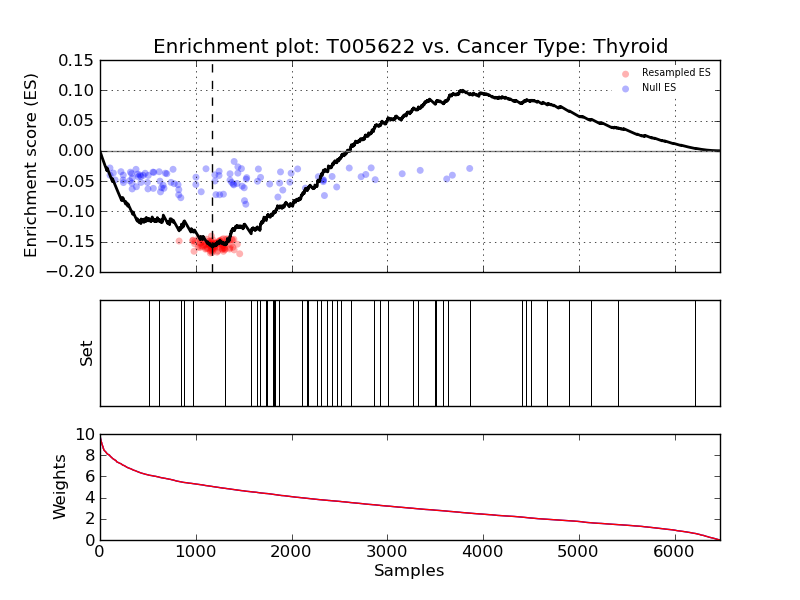 Enrichment plot: T005622 vs. Cancer Type: Thyroid
Enrichment score (ES)
0.15
0.10
0.05
0.00
−0.05
−0.10
−0.15
−0.20
Resampled ES
Null ES
Set
Weights
10
8
6
4
2
0
0 1000 2000 3000 4000 5000 6000
Samples